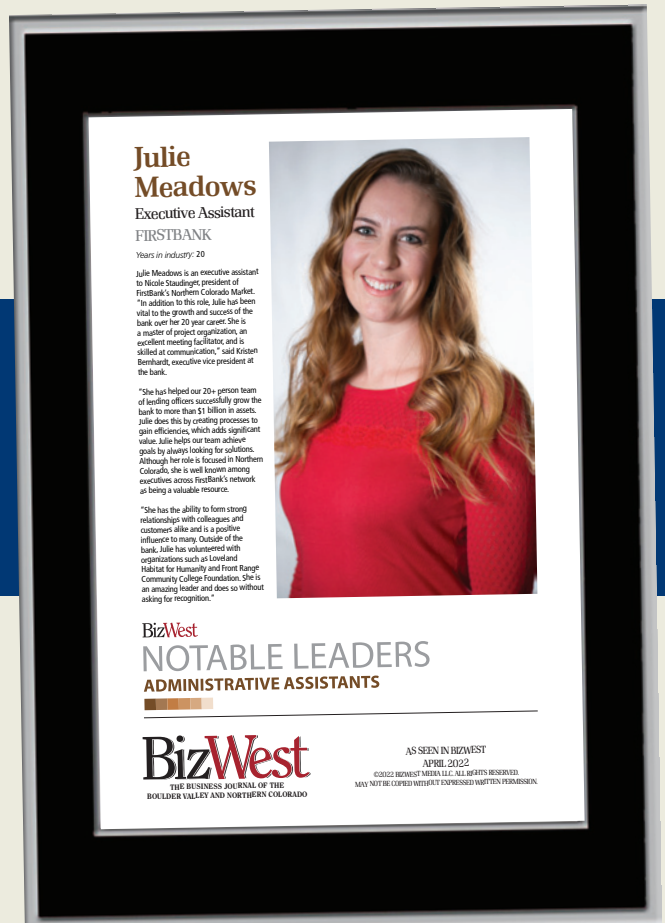 Julie
Meadows
Executive Assistant
FIRSTBANK
Years in industry: 20
Julie Meadows is an executive assistant
to Nicole Staudinger, president of
FirstBank's Northern Colorado Market.
"In addition to this role, Julie has been
vital to the growth and success of the
bank over her 20 year career. She is
a master of project organization, an
excellent meeting facilitator, and is
skilled at communication," said Kristen
Bernhardt, executive vice president at
the bank.
"She has helped our 20+ person team
of lending officers successfully grow the
bank to more than $1 billion in assets.
Julie does this by creating processes to
gain efficiencies, which adds significant
value. Julie helps our team achieve
goals by always looking for solutions.
Although her role is focused in Northern
Colorado, she is well known among
executives across FirstBank's network
as being a valuable resource.
"She has the ability to form strong
relationships with colleagues and
customers alike and is a positive
influence to many. Outside of the
bank, Julie has volunteered with
organizations such as Loveland
Habitat for Humanity and Front Range
Community College Foundation. She is
an amazing leader and does so without
asking for recognition."
BizWest
NOTABLE LEADERS
ADMINISTRATIVE ASSISTANTS
BizWest
THE BUSINESS JOURNAL OF THE
BOULDER VALLEY AND NORTHERN COLORADO
AS SEEN IN BIZWEST
APRIL 2022
©2022 BIZWEST MEDIA LLC. ALL RIGHTS RESERVED.
MAY NOT BE COPIED WITHOUT EXPRESSED WRITTEN PERMISSION.